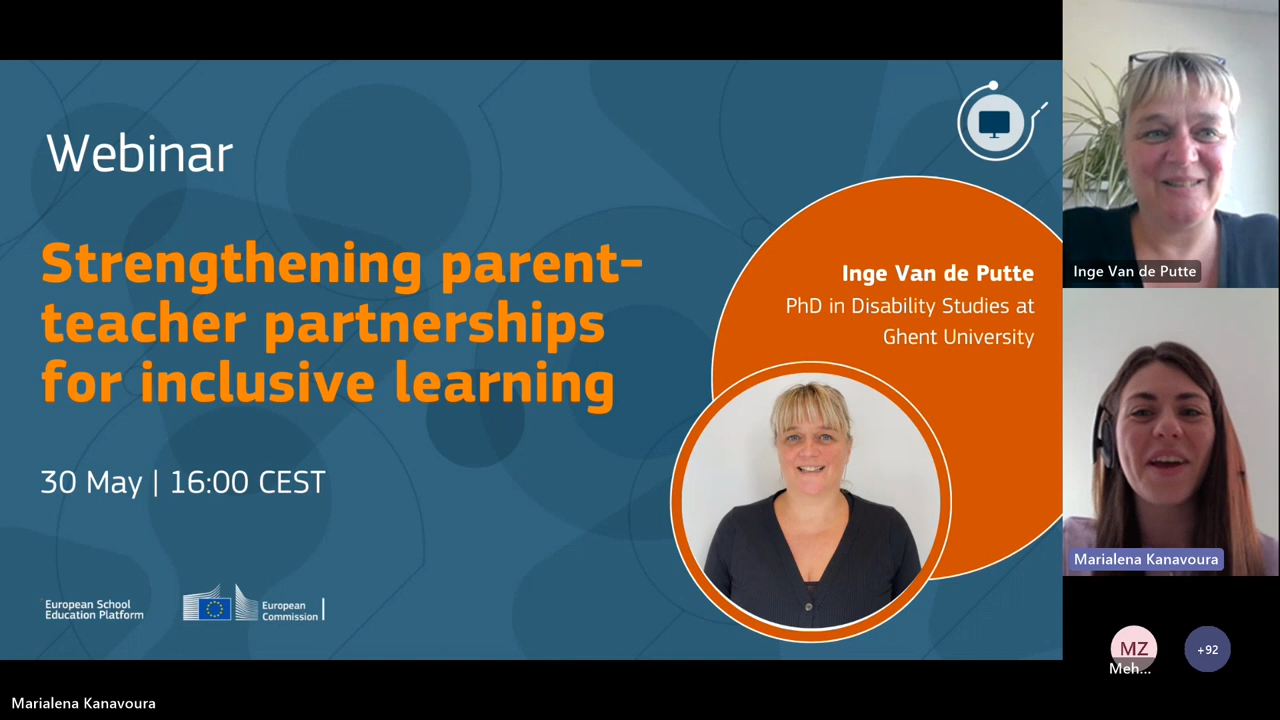 Webinar
Strengthening parent-
teacher partnerships
for inclusive learning
30 May | 16:00 CEST
European School
Education Platform
European
Commission
Inge Van de Putte
PhD in Disability Studies at
Ghent University
Inge Van de Putte
Marialena Kanavoura
MZ
Meh...
+92
Marialena Kanavoura